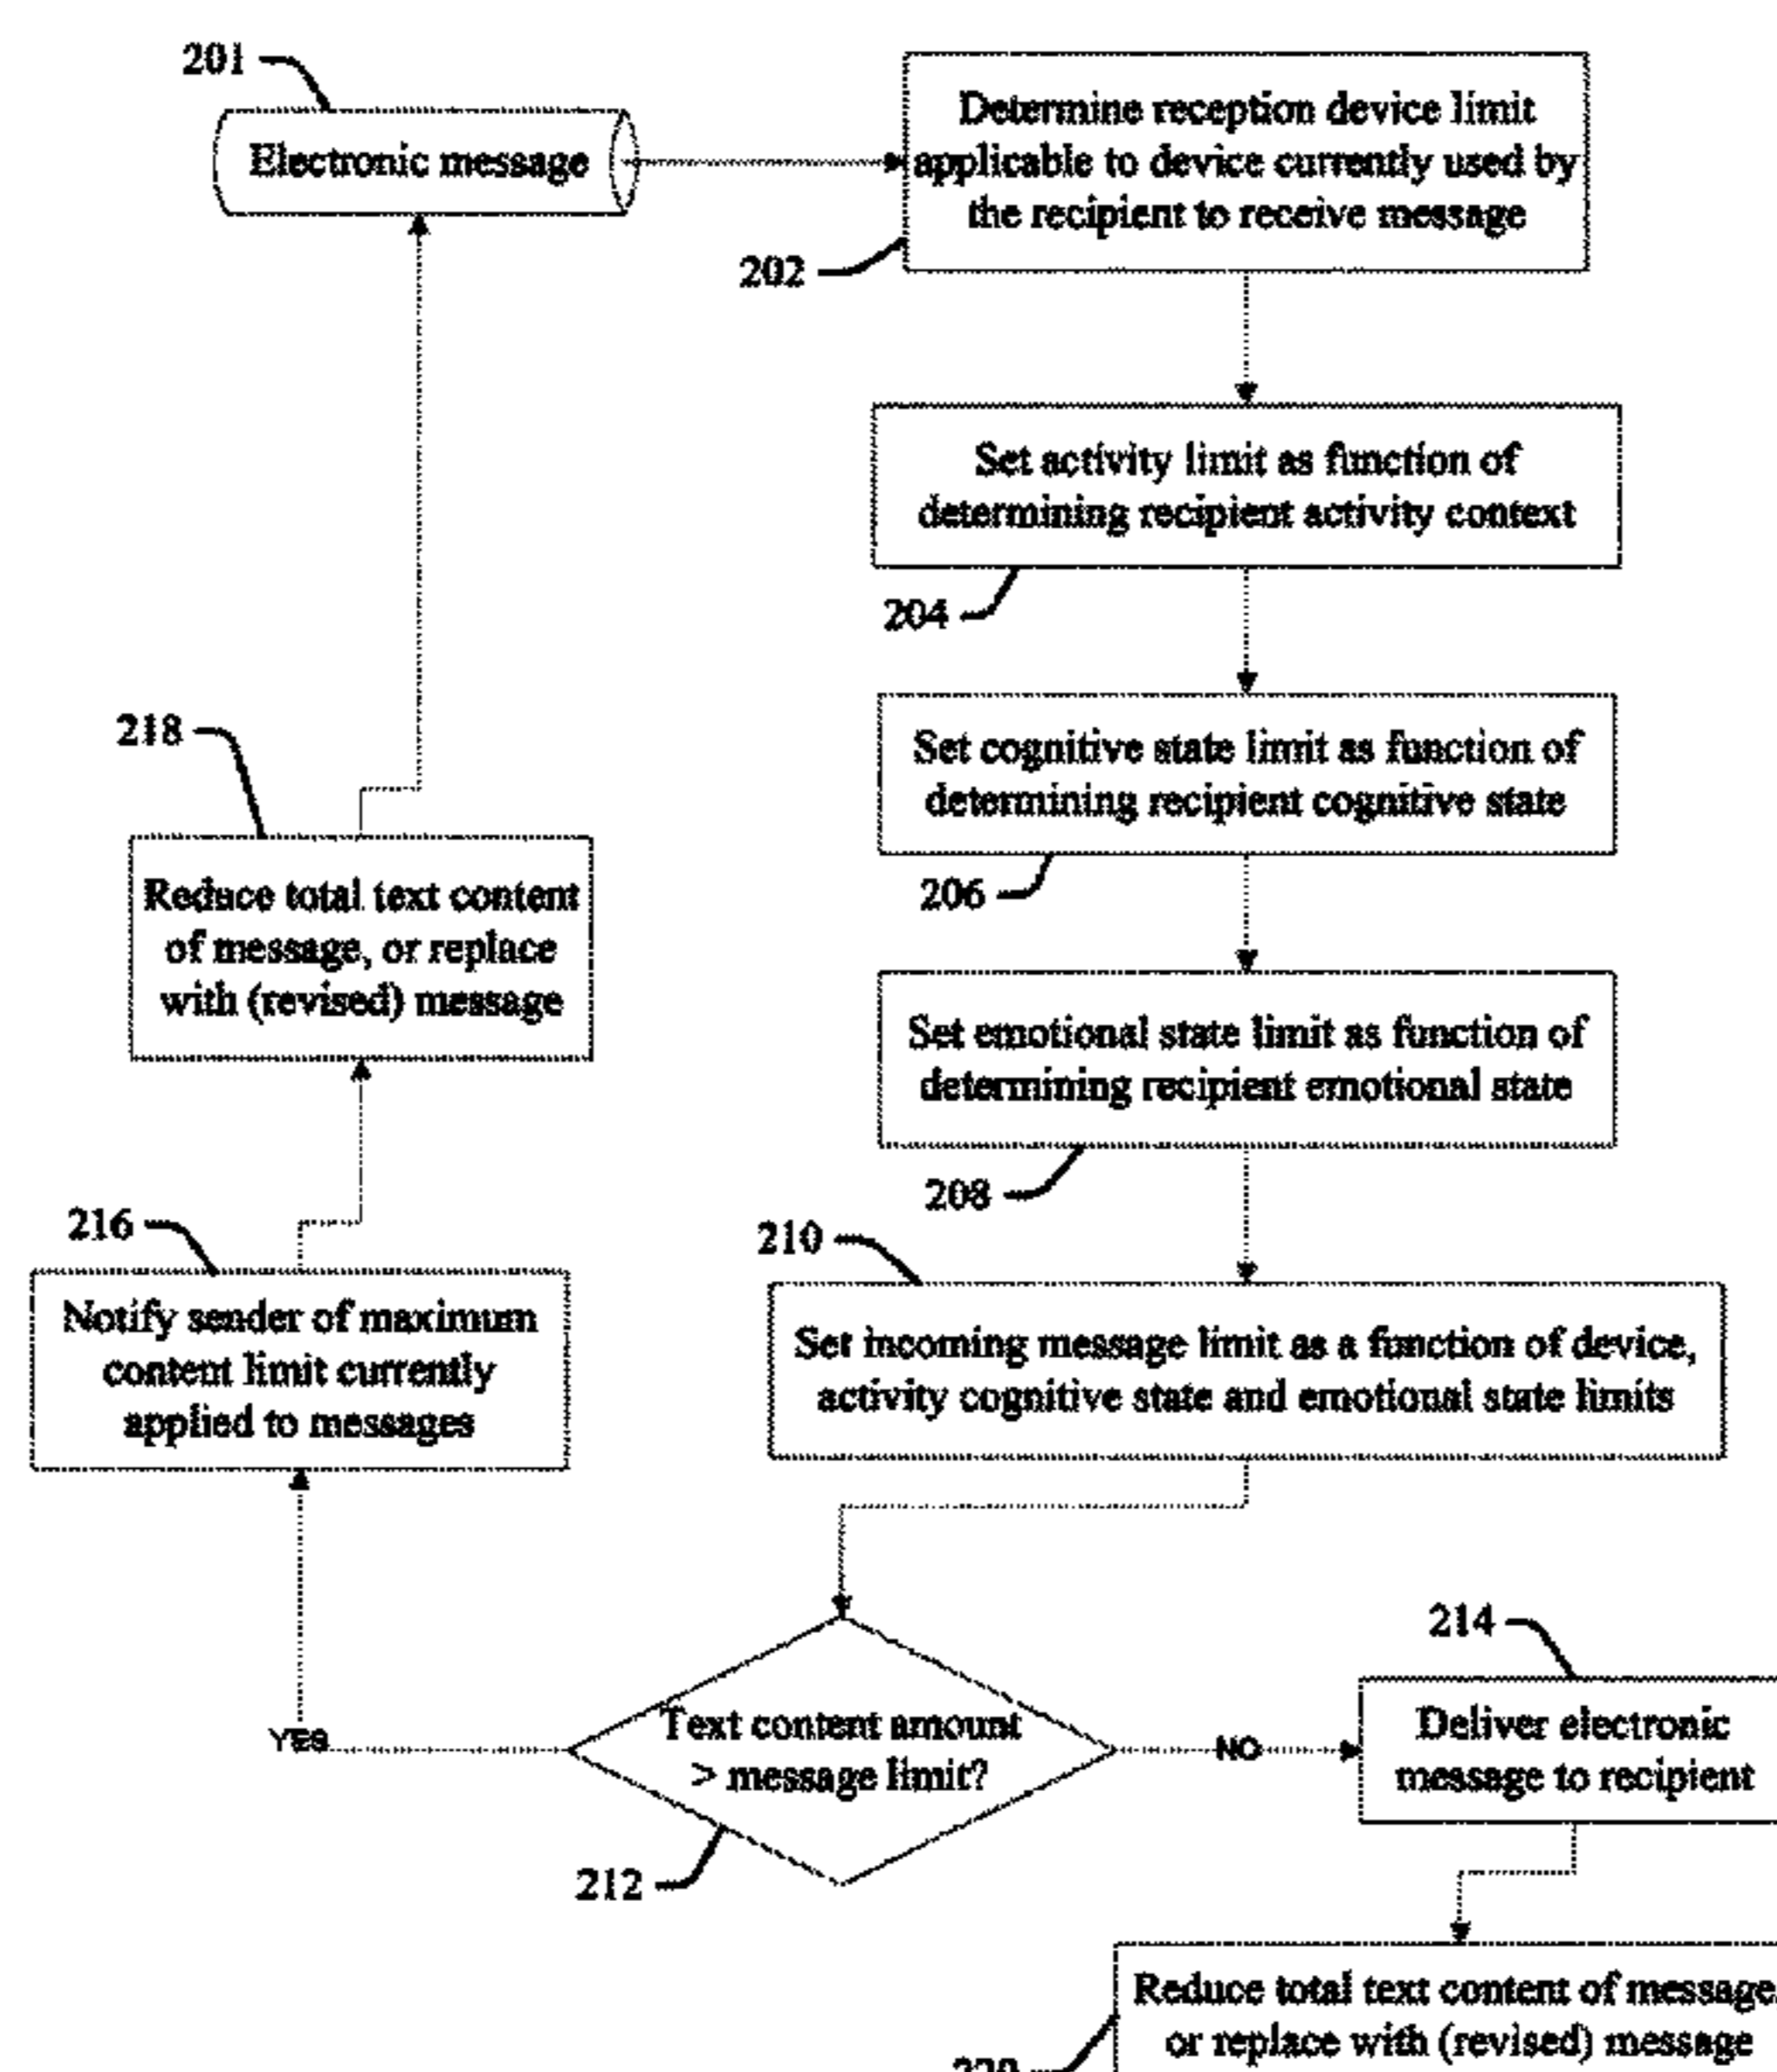 201
Electronic message
Determine reception device limit
applicable to device currently used by
the recipient to receive message
202
Set activity limit as function of
determining recipient activity context
204
Set cognitive state limit as function of
determining recipient cognitive state
206
Set emotional state limit as function of
determining recipient emotional state
208
210
Set incoming message limit as a function of device,
activity cognitive state and emotional state limits
218
Reduce total text content
of message, or replace
with (revised) message
216
Notify sender of maximum
content limit currently
applied to messages
YES
Text content amount
> message limit?
212
NO
214
Deliver electronic
message to recipient
Reduce total text content of message,
or replace with (revised) message